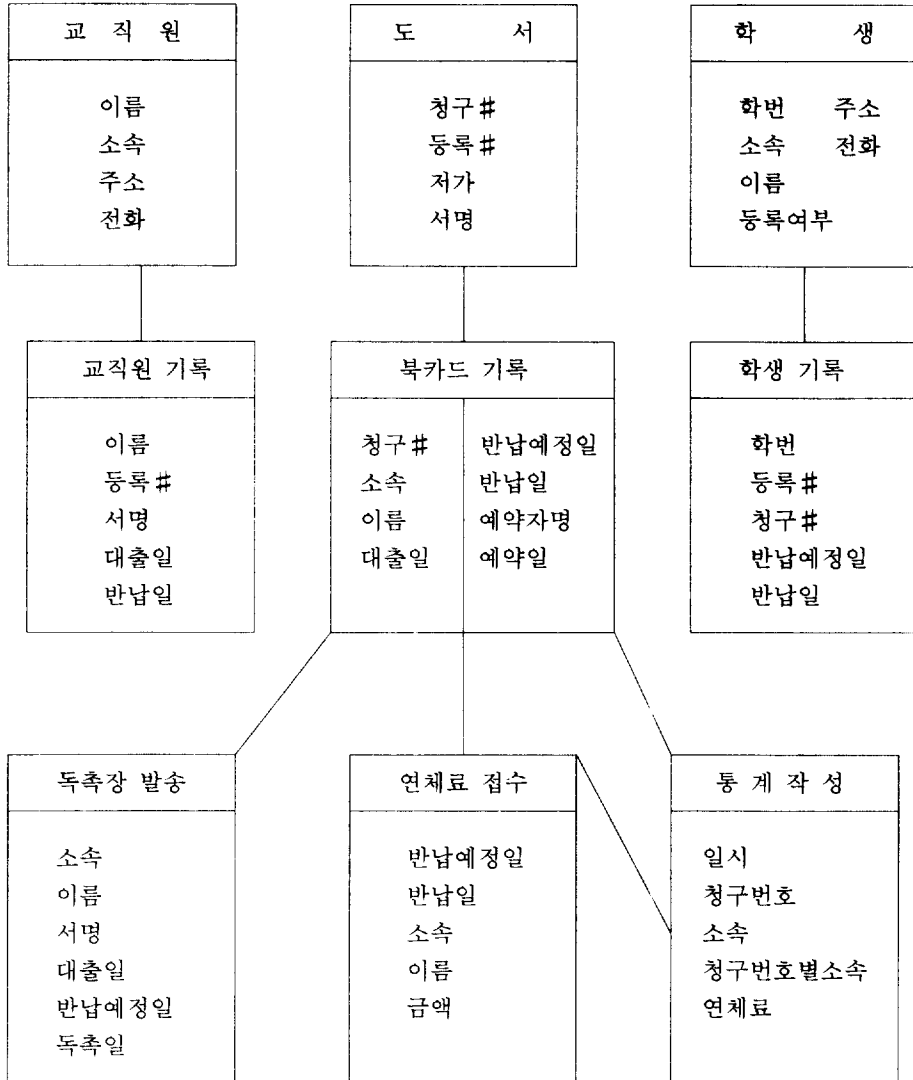 교 직 원
이름
소속
주소
전화
도 서
청구#
등록#
저가
서명
학 생
학번 주소
소속 전화
이름
등록여부
교직원 기록
이름
등록#
서명
대출일
반납일
북카드 기록
청구# 반납예정일
소속 반납일
이름 예약자명
대출일 예약일
학생 기록
학번
등록#
청구#
반납예정일
반납일
독촉장 발송
소속
이름
서명
대출일
반납예정일
독촉일
연체료 접수
반납예정일
반납일
소속
이름
금액
통 계 작 성
일시
청구번호
소속
청구번호별소속
연체료